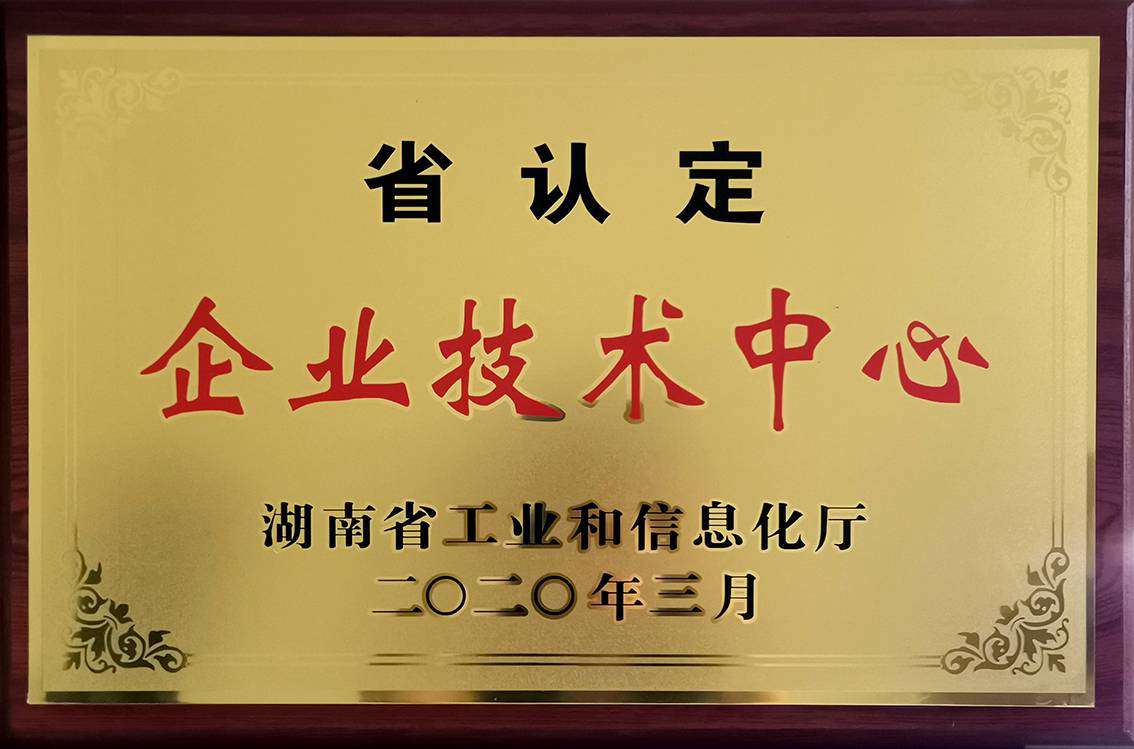 省认定
企业技术中心
湖南省工业和信息化厅
二〇二〇年三月